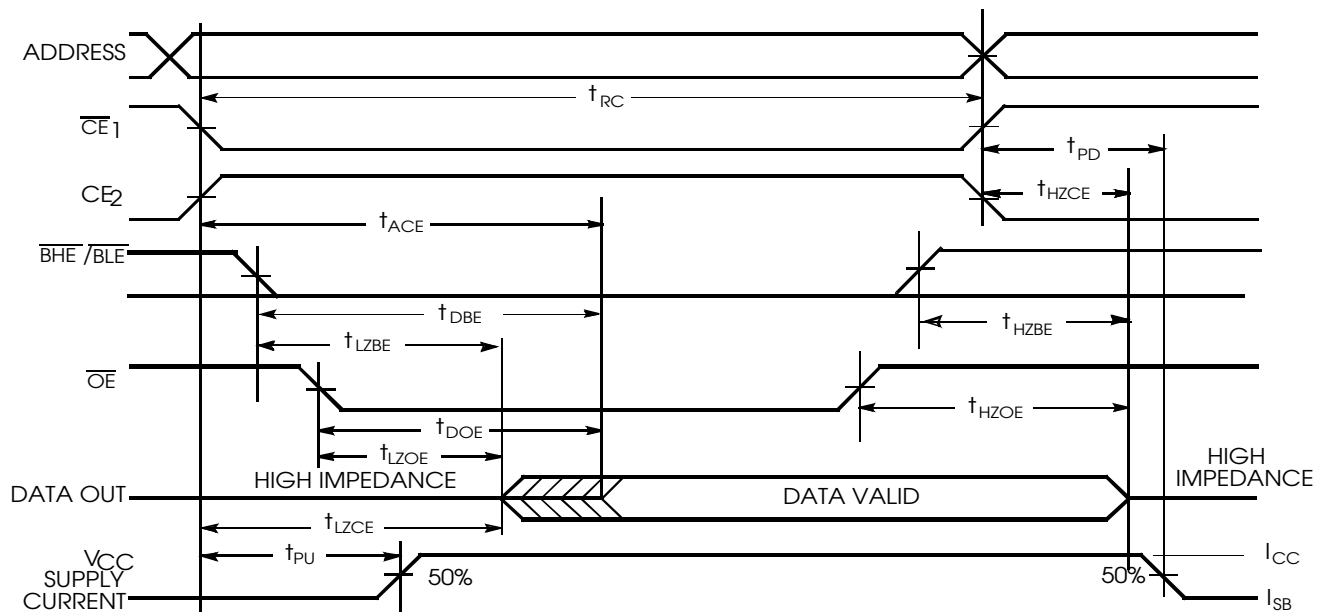 ADDRESS
tRC
CE1
tPD
CE2
tHZCE
tACE
BHE/BLE
tDBE
tHZBE
tLZBE
OE
tHZOE
tDOE
tLZOE
HIGH IMPEDANCE
HIGH
IMPEDANCE
DATA OUT
DATA VALID
tLZCE
VCC
SUPPLY
CURRENT
tPU
50%
50%
ICC
ISB